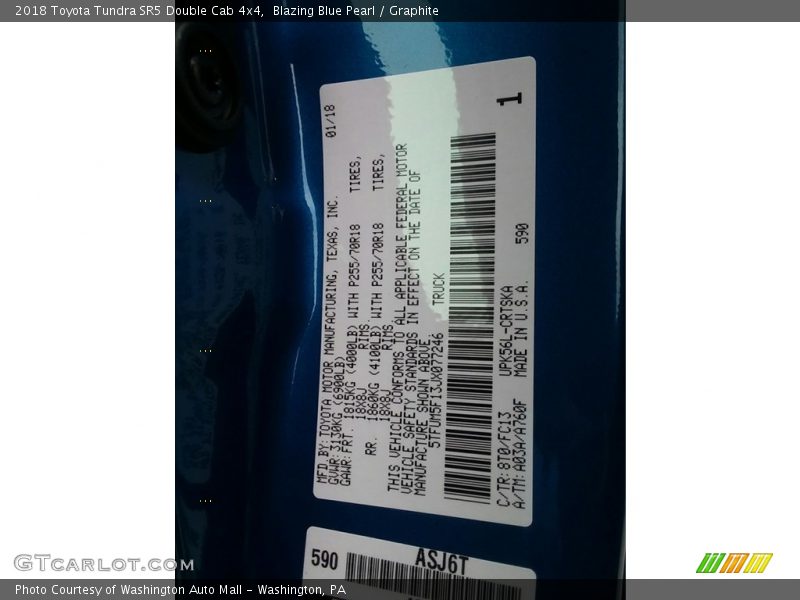 2018 Toyota Tundra SR5 Double Cab 4x4,  Blazing Blue Pearl / Graphite
MFD.BY:TOYOTA MOTOR MANUFACTURING, TEXAS, INC. 01/18
GVWR:3130KG (6900LB)
GAWR:FRT. 1815KG (4000LB) WITH P255/70R18 TIRES,
18X8J RIMS.
RR. 1860KG (4100LB) WITH P255/70R18 TIRES,
18X8J RIMS.
THIS VEHICLE CONFORMS TO ALL APPLICABLE FEDERAL MOTOR
VEHICLE SAFETY STANDARDS IN EFFECT ON THE DATE OF
MANUFACTURE SHOWN ABOVE.
5TFUM5F13JX077246 TRUCK
C/TR:8T0/FC13 UPK56L-CRTSKA 590 1
A/TM:A03A/A760F MADE IN U.S.A.
590 ASJ6T
GTcarlot.com
Photo Courtesy of Washington Auto Mall - Washington, PA